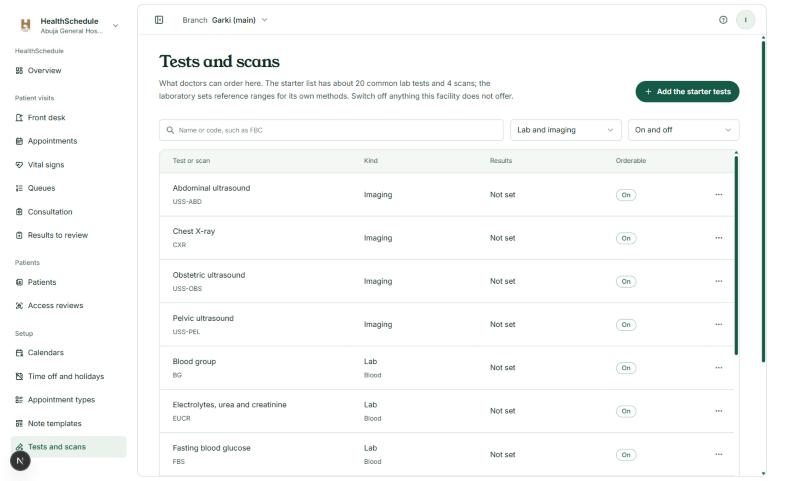 HealthSchedule
Abuja General Hos...
HealthSchedule
Overview
Patient visits
Front desk
Appointments
Vital signs
Queues
Consultation
Results to review
Patients
Patients
Access reviews
Setup
Calendars
Time off and holidays
Appointment types
Note templates
Tests and scans
N
Branch Garki (main)
I
Tests and scans
What doctors can order here. The starter list has about 20 common lab tests and 4 scans; the
laboratory sets reference ranges for its own methods. Switch off anything this facility does not offer.
+ Add the starter tests
Name or code, such as FBC
Lab and imaging
On and off
Test or scan Kind Results Orderable
Abdominal ultrasound
USS-ABD
Imaging Not set On
Chest X-ray
CXR
Imaging Not set On
Obstetric ultrasound
USS-OBS
Imaging Not set On
Pelvic ultrasound
USS-PEL
Imaging Not set On
Blood group
BG
Lab
Blood
Not set On
Electrolytes, urea and creatinine
EUCR
Lab
Blood
Not set On
Fasting blood glucose
FBS
Lab
Blood
Not set On